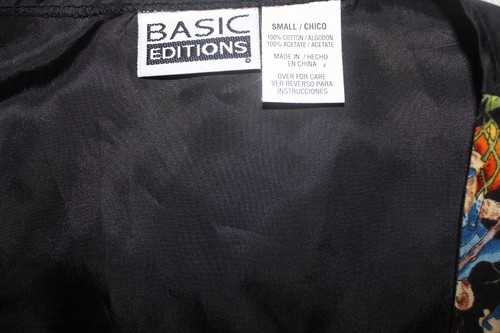 BASIC
EDITIONS
SMALL / CHICO
100% COTTON / ALGODON
100% ACETATE / ACETATE
MADE IN / HECHO
EN CHINA 2
OVER FOR CARE
VER REVERSO PARA
INSTRUCCIONES